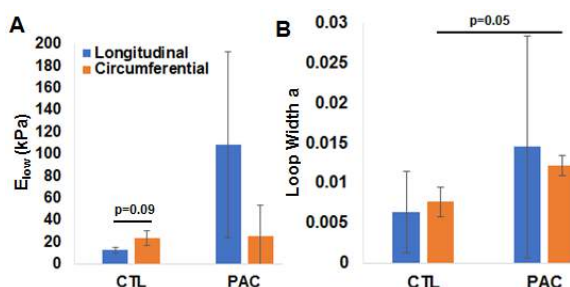 A
E_low (kPa)
200
180
160
140
120
100
80
60
40
20
0
Longitudinal
Circumferential
p=0.09
CTL
PAC
B
Loop Width a
0.03
0.025
0.02
0.015
0.01
0.005
0
p=0.05
CTL
PAC